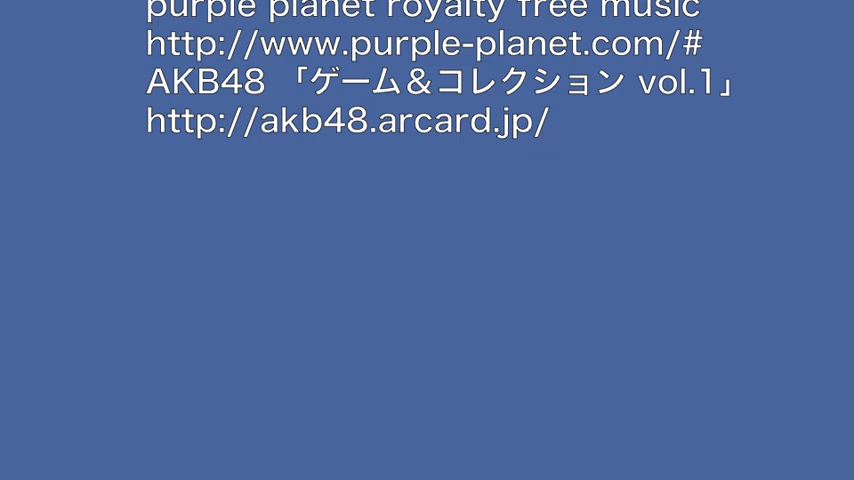 purple planet royalty free music
http://www.purple-planet.com/#
AKB48 「ゲーム＆コレクション vol.1」
http://akb48.arcard.jp/